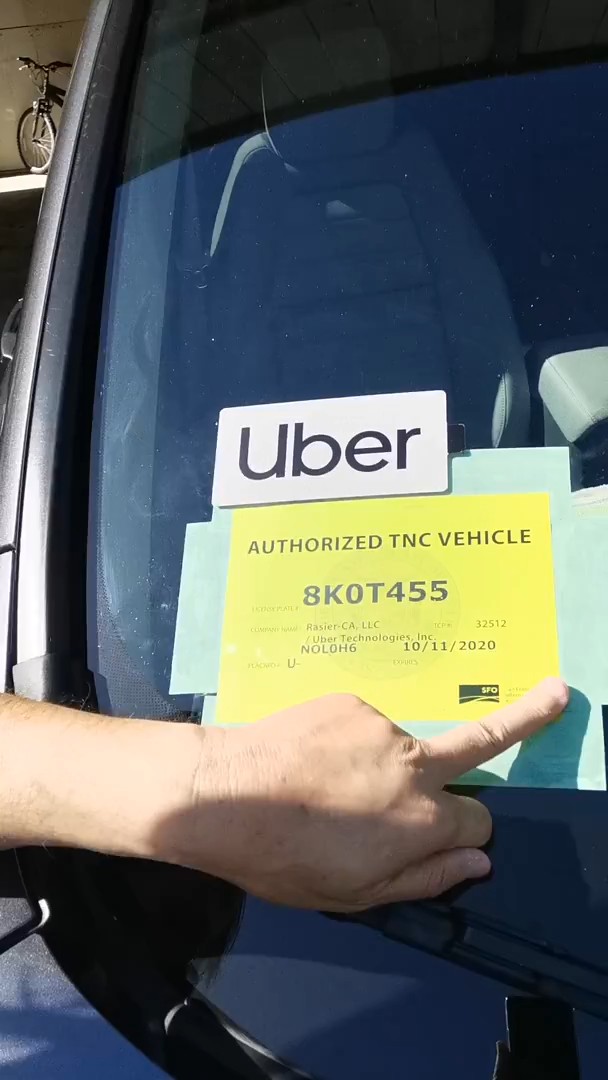 Uber
AUTHORIZED TNC VEHICLE
LICENSE PLATE #: 8K0T455
COMPANY NAME: Rasier-CA, LLC TCP #: 32512
/ Uber Technologies, Inc.
NOL0H6 10/11/2020
PLACARD #: U- EXPIRES
SFO